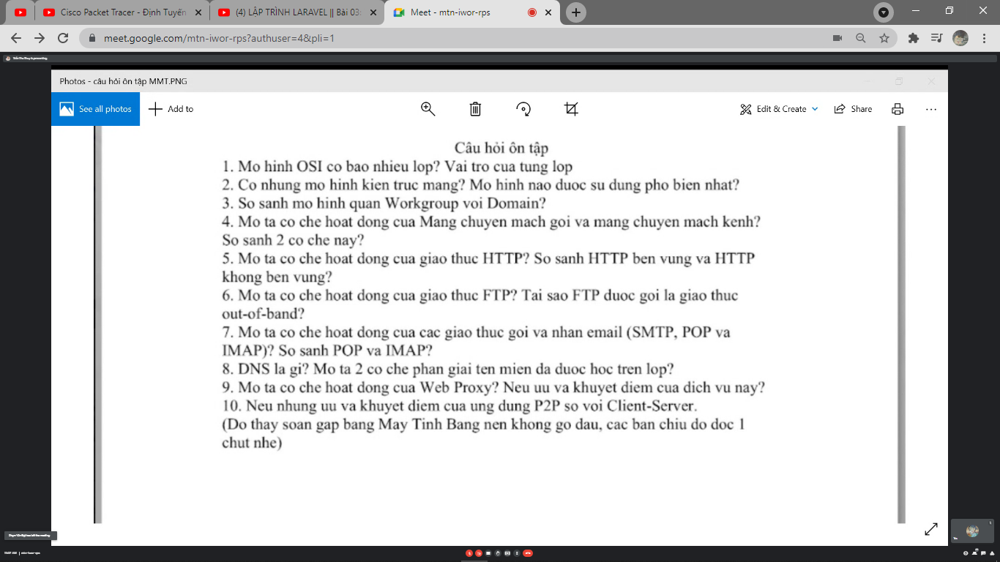 Cisco Packet Tracer - Định Tuyến
(4) LẬP TRÌNH LARAVEL || Bài 03:
Meet - mtn-iwor-rps
meet.google.com/mtn-iwor-rps?authuser=4&pli=1
Photos - câu hỏi ôn tập MMT.PNG
See all photos
Add to
Edit & Create
Share
Câu hỏi ôn tập
1. Mo hinh OSI co bao nhieu lop? Vai tro cua tung lop
2. Co nhung mo hinh kien truc mang? Mo hinh nao duoc su dung pho bien nhat?
3. So sanh mo hinh quan Workgroup voi Domain?
4. Mo ta co che hoat dong cua Mang chuyen mach goi va mang chuyen mach kenh?
So sanh 2 co che nay?
5. Mo ta co che hoat dong cua giao thuc HTTP? So sanh HTTP ben vung va HTTP
khong ben vung?
6. Mo ta co che hoat dong cua giao thuc FTP? Tai sao FTP duoc goi la giao thuc
out-of-band?
7. Mo ta co che hoat dong cua cac giao thuc goi va nhan email (SMTP, POP va
IMAP)? So sanh POP va IMAP?
8. DNS la gi? Mo ta 2 co che phan giai ten mien da duoc hoc tren lop?
9. Mo ta co che hoat dong cua Web Proxy? Neu uu va khuyet diem cua dich vu nay?
10. Neu nhung uu va khuyet diem cua ung dung P2P so voi Client-Server.
(Do thay soan gap bang May Tinh Bang nen khong go dau, cac ban chiu do doc 1
chut nhe)
mtn-iwor-rps